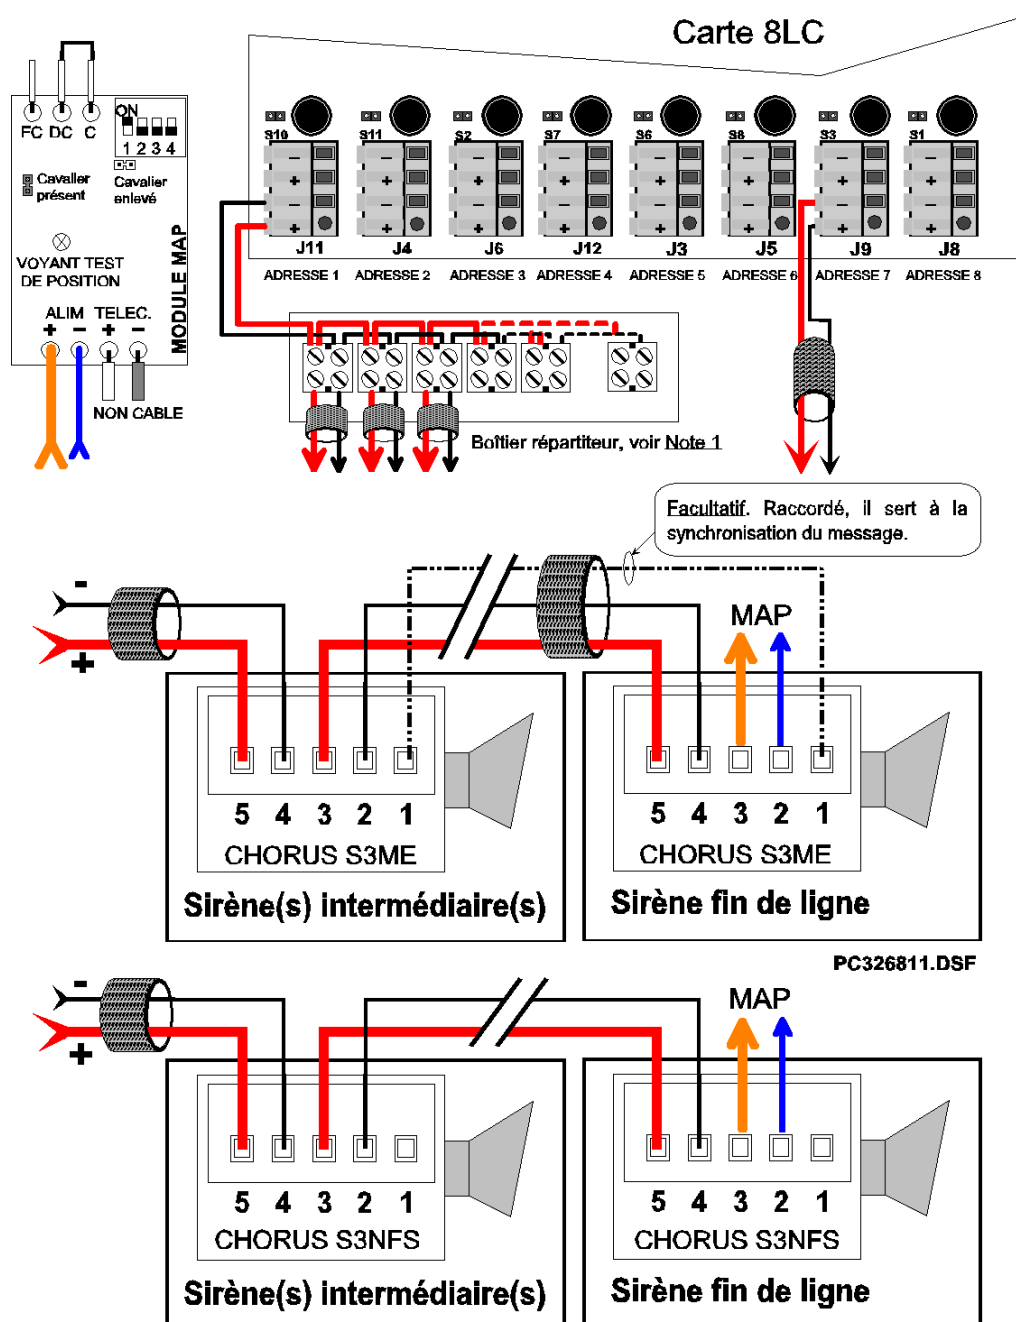 Carte 8LC
FC DC C
ON
1 2 3 4
Cavalier
présent
Cavalier
enlevé
VOYANT TEST
DE POSITION
ALIM TELEC.
+ - + -
NON CABLE
MODULE MAP
S10 S11 S2 S7 S6 S8 S3 S1
- - - - - - - -
+ + + + + + + +
- - - - - - - -
+ + + + + + + +
J11 J4 J6 J12 J3 J5 J9 J8
ADRESSE 1 ADRESSE 2 ADRESSE 3 ADRESSE 4 ADRESSE 5 ADRESSE 6 ADRESSE 7 ADRESSE 8
Boîtier répartiteur, voir Note 1
Facultatif. Raccordé, il sert à la
synchronisation du message.
-
+
MAP
5 4 3 2 1
CHORUS S3ME
Sirène(s) intermédiaire(s)
5 4 3 2 1
CHORUS S3ME
Sirène fin de ligne
PC326811.DSF
-
+
MAP
5 4 3 2 1
CHORUS S3NFS
Sirène(s) intermédiaire(s)
5 4 3 2 1
CHORUS S3NFS
Sirène fin de ligne